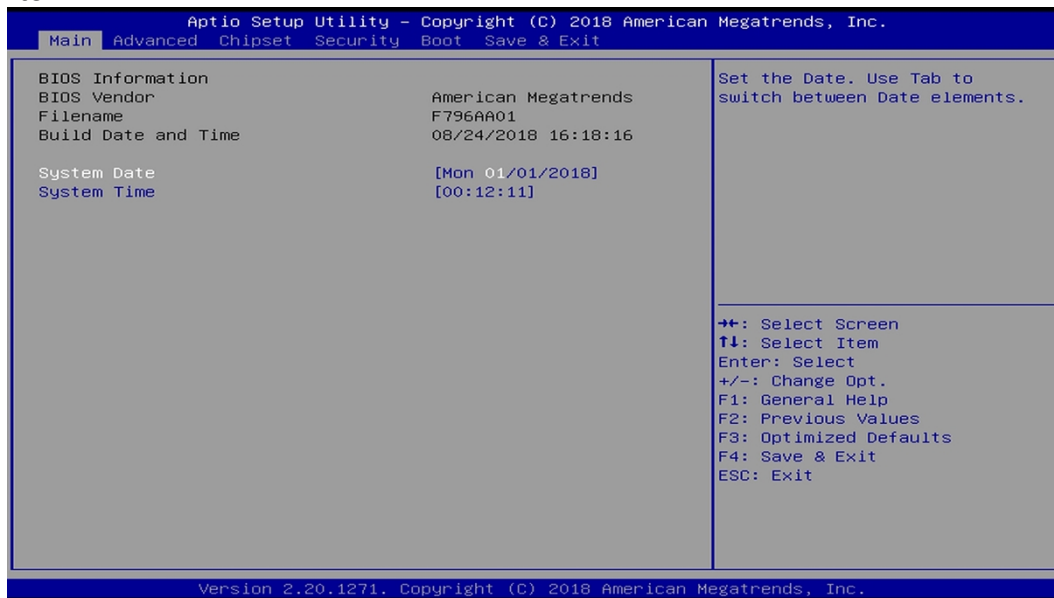 Aptio Setup Utility – Copyright (C) 2018 American Megatrends, Inc.
Main Advanced Chipset Security Boot Save & Exit
BIOS Information
BIOS Vendor American Megatrends
Filename F796AA01
Build Date and Time 08/24/2018 16:18:16
System Date [Mon 01/01/2018]
System Time [00:12:11]
Set the Date. Use Tab to
switch between Date elements.
→←: Select Screen
↑↓: Select Item
Enter: Select
+/-: Change Opt.
F1: General Help
F2: Previous Values
F3: Optimized Defaults
F4: Save & Exit
ESC: Exit
Version 2.20.1271. Copyright (C) 2018 American Megatrends, Inc.